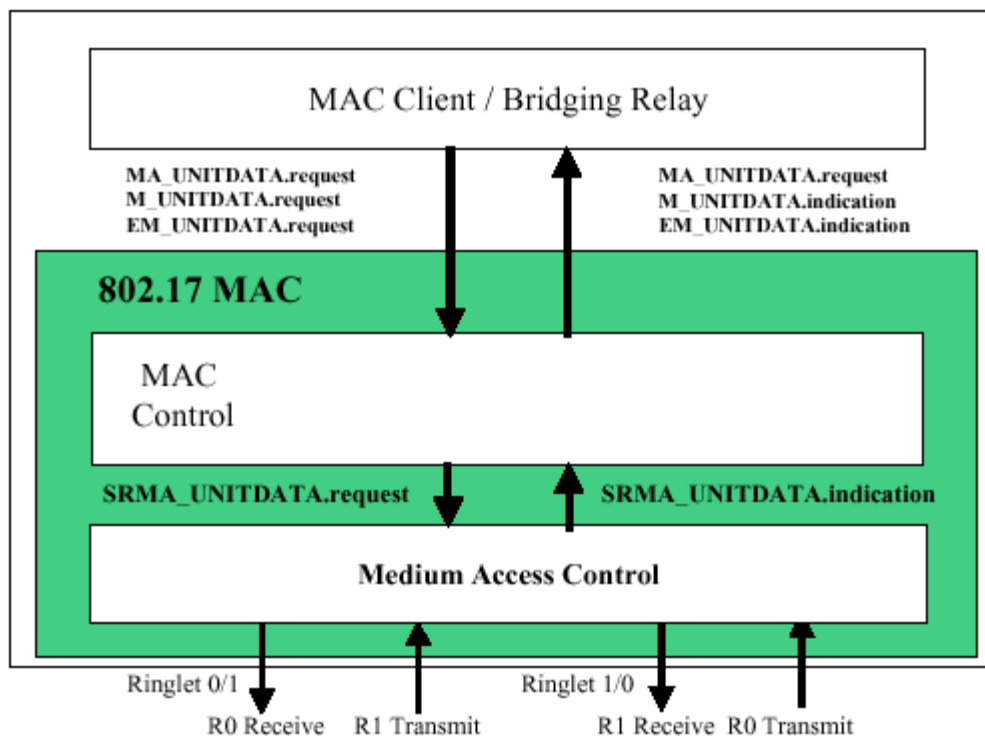 MAC Client / Bridging Relay
MA_UNITDATA.request
M_UNITDATA.request
EM_UNITDATA.request
MA_UNITDATA.request
M_UNITDATA.indication
EM_UNITDATA.indication
802.17 MAC
MAC
Control
SRMA_UNITDATA.request
SRMA_UNITDATA.indication
Medium Access Control
Ringlet 0/1
Ringlet 1/0
R0 Receive
R1 Transmit
R1 Receive
R0 Transmit